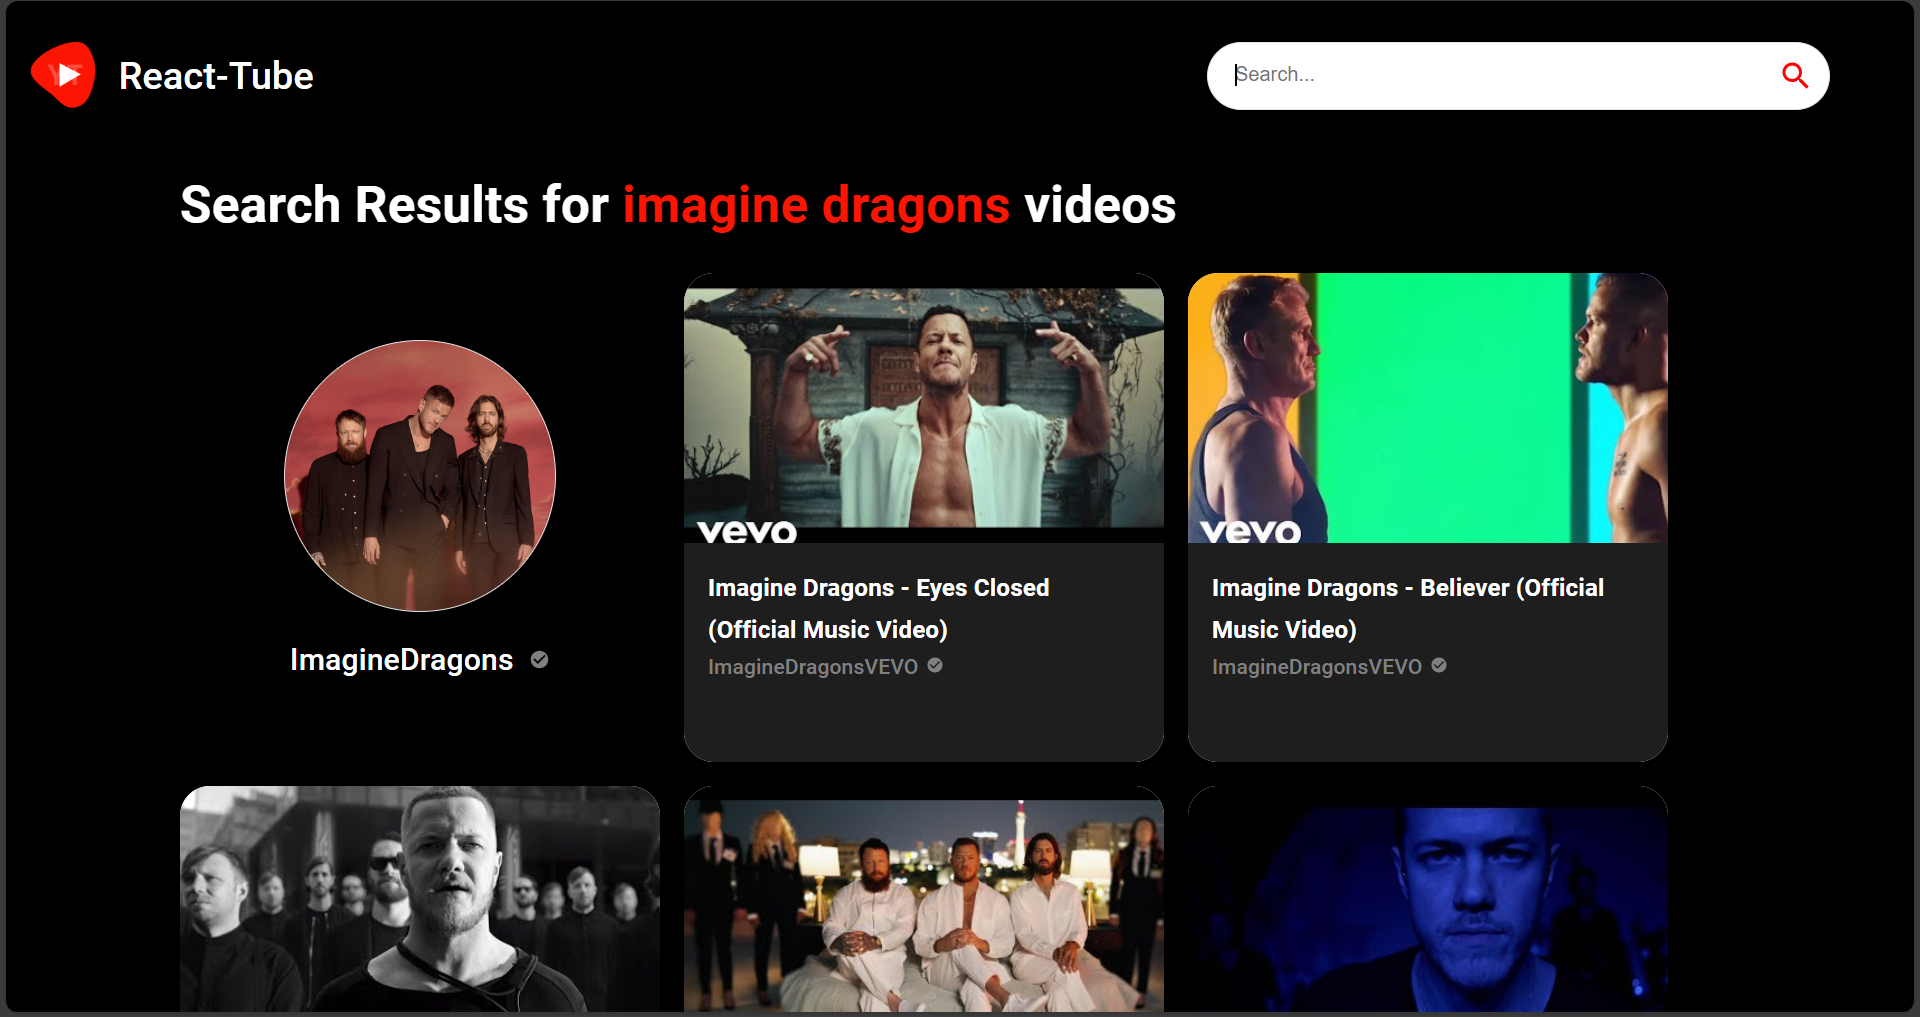 YT
React-Tube
Search...
Search Results for imagine dragons videos
vevo
vevo
ImagineDragons
Imagine Dragons - Eyes Closed
(Official Music Video)
ImagineDragonsVEVO
Imagine Dragons - Believer (Official
Music Video)
ImagineDragonsVEVO